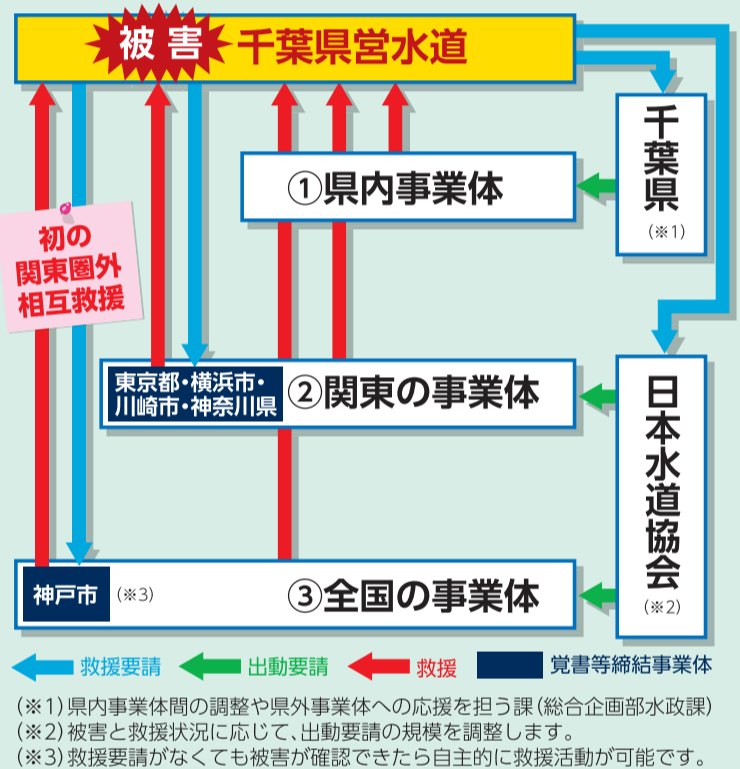 被害 千葉県営水道
千葉県
(※1)
①県内事業体
初の
関東圏外
相互救援
東京都・横浜市・
川崎市・神奈川県
②関東の事業体
日本水道協会
(※2)
神戸市 (※3)
③全国の事業体
救援要請 出動要請 救援 覚書等締結事業体
(※1)県内事業体間の調整や県外事業体への応援を担う課(総合企画部水政課)
(※2)被害と救援状況に応じて、出動要請の規模を調整します。
(※3)救援要請がなくても被害が確認できたら自主的に救援活動が可能です。